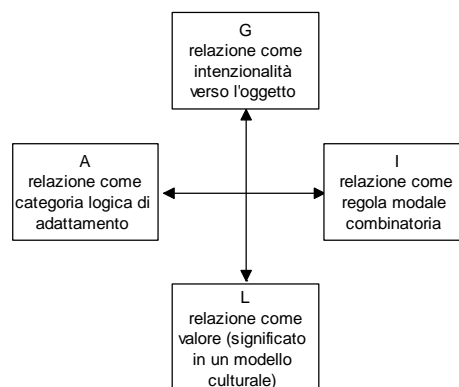 G
relazione come
intenzionalità
verso l'oggetto
A
relazione come
categoria logica di
adattamento
I
relazione come
regola modale
combinatoria
L
relazione come
valore (significato
in un modello
culturale)